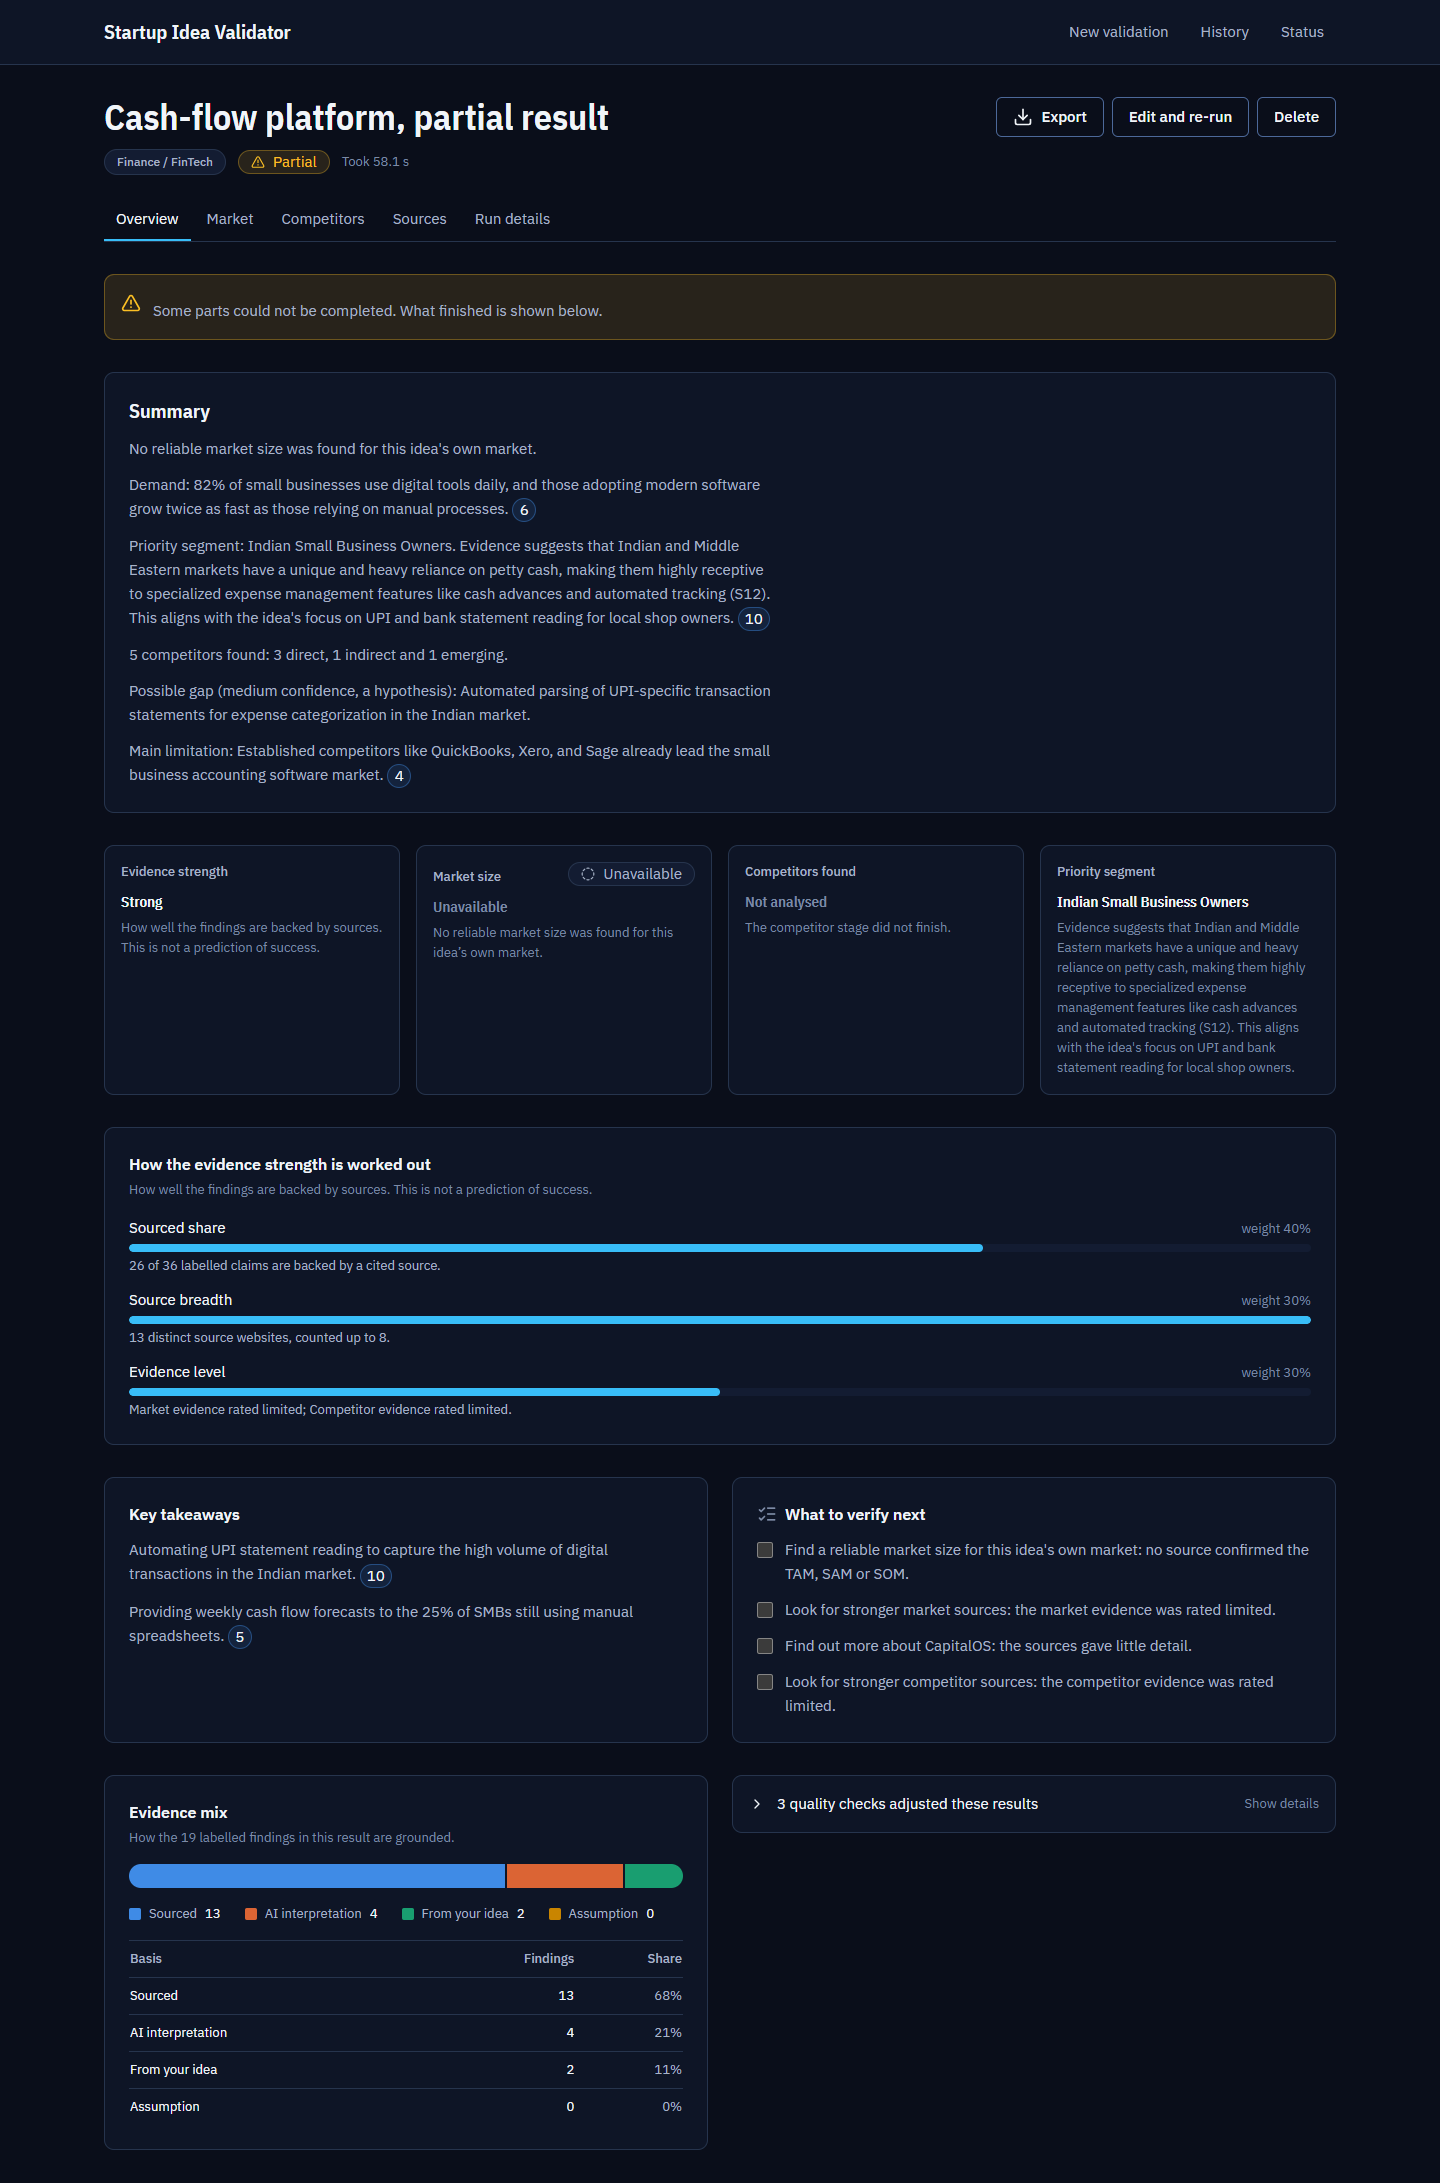 Startup Idea Validator
New validation
History
Status
Cash-flow platform, partial result
Export
Edit and re-run
Delete
Finance / FinTech
Partial
Took 58.1 s
Overview
Market
Competitors
Sources
Run details
Some parts could not be completed. What finished is shown below.
Summary
No reliable market size was found for this idea's own market.
Demand: 82% of small businesses use digital tools daily, and those adopting modern software
grow twice as fast as those relying on manual processes. 6
Priority segment: Indian Small Business Owners. Evidence suggests that Indian and Middle
Eastern markets have a unique and heavy reliance on petty cash, making them highly receptive
to specialized expense management features like cash advances and automated tracking (S12).
This aligns with the idea's focus on UPI and bank statement reading for local shop owners. 10
5 competitors found: 3 direct, 1 indirect and 1 emerging.
Possible gap (medium confidence, a hypothesis): Automated parsing of UPI-specific transaction
statements for expense categorization in the Indian market.
Main limitation: Established competitors like QuickBooks, Xero, and Sage already lead the small
business accounting software market. 4
Evidence strength
Strong
How well the findings are backed by sources.
This is not a prediction of success.
Market size
Unavailable
Unavailable
No reliable market size was found for this
idea's own market.
Competitors found
Not analysed
The competitor stage did not finish.
Priority segment
Indian Small Business Owners
Evidence suggests that Indian and Middle
Eastern markets have a unique and heavy
reliance on petty cash, making them highly
receptive to specialized expense
management features like cash advances
and automated tracking (S12). This aligns
with the idea's focus on UPI and bank
statement reading for local shop owners.
How the evidence strength is worked out
How well the findings are backed by sources. This is not a prediction of success.
Sourced share
weight 40%
26 of 36 labelled claims are backed by a cited source.
Source breadth
weight 30%
13 distinct source websites, counted up to 8.
Evidence level
weight 30%
Market evidence rated limited; Competitor evidence rated limited.
Key takeaways
Automating UPI statement reading to capture the high volume of digital
transactions in the Indian market. 10
Providing weekly cash flow forecasts to the 25% of SMBs still using manual
spreadsheets. 5
What to verify next
Find a reliable market size for this idea's own market: no source confirmed the
TAM, SAM or SOM.
Look for stronger market sources: the market evidence was rated limited.
Find out more about CapitalOS: the sources gave little detail.
Look for stronger competitor sources: the competitor evidence was rated
limited.
Evidence mix
How the 19 labelled findings in this result are grounded.
Sourced 13
AI interpretation 4
From your idea 2
Assumption 0
Basis Findings Share
Sourced 13 68%
AI interpretation 4 21%
From your idea 2 11%
Assumption 0 0%
3 quality checks adjusted these results
Show details